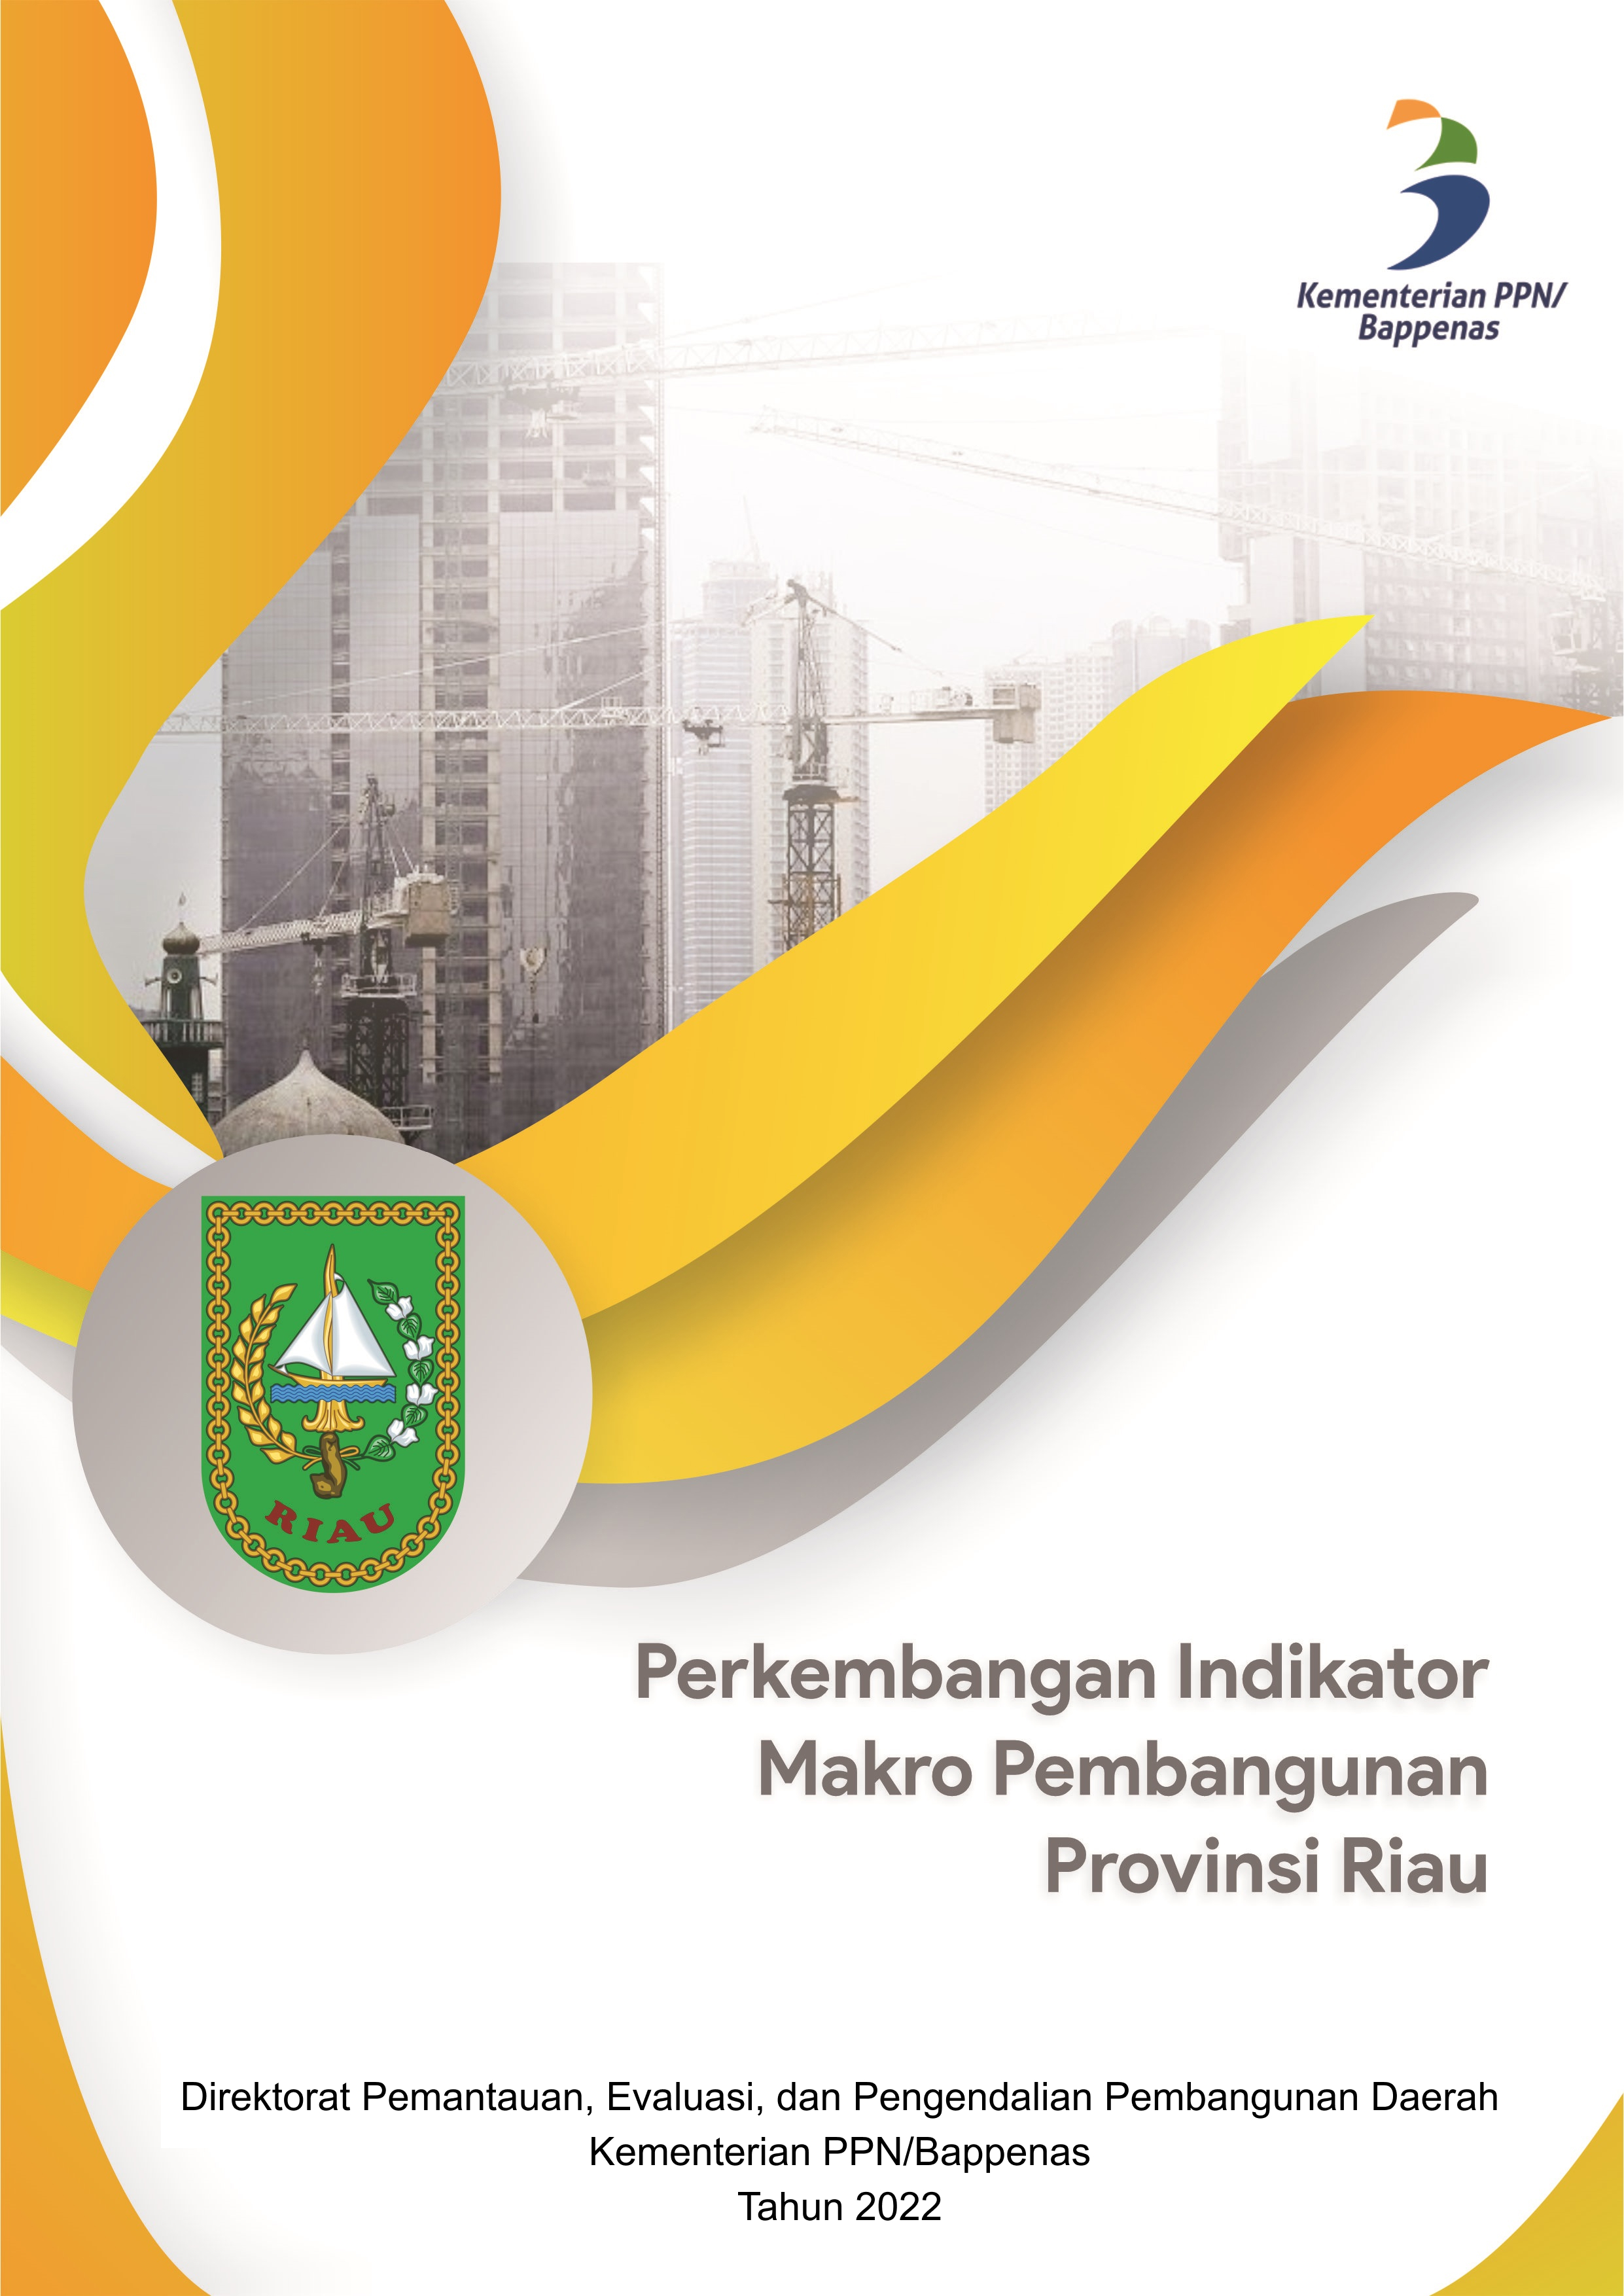 Kementerian PPN/
Bappenas
RIAU
Perkembangan Indikator
Makro Pembangunan
Provinsi Riau
Direktorat Pemantauan, Evaluasi, dan Pengendalian Pembangunan Daerah
Kementerian PPN/Bappenas
Tahun 2022